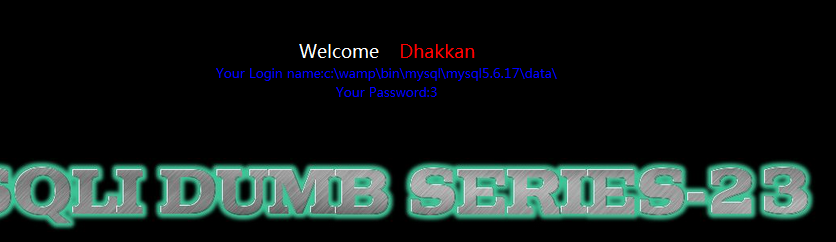 Welcome Dhakkan
Your Login name:c:\wamp\bin\mysql\mysql5.6.17\data\
Your Password:3
SQLI DUMB SERIES-23